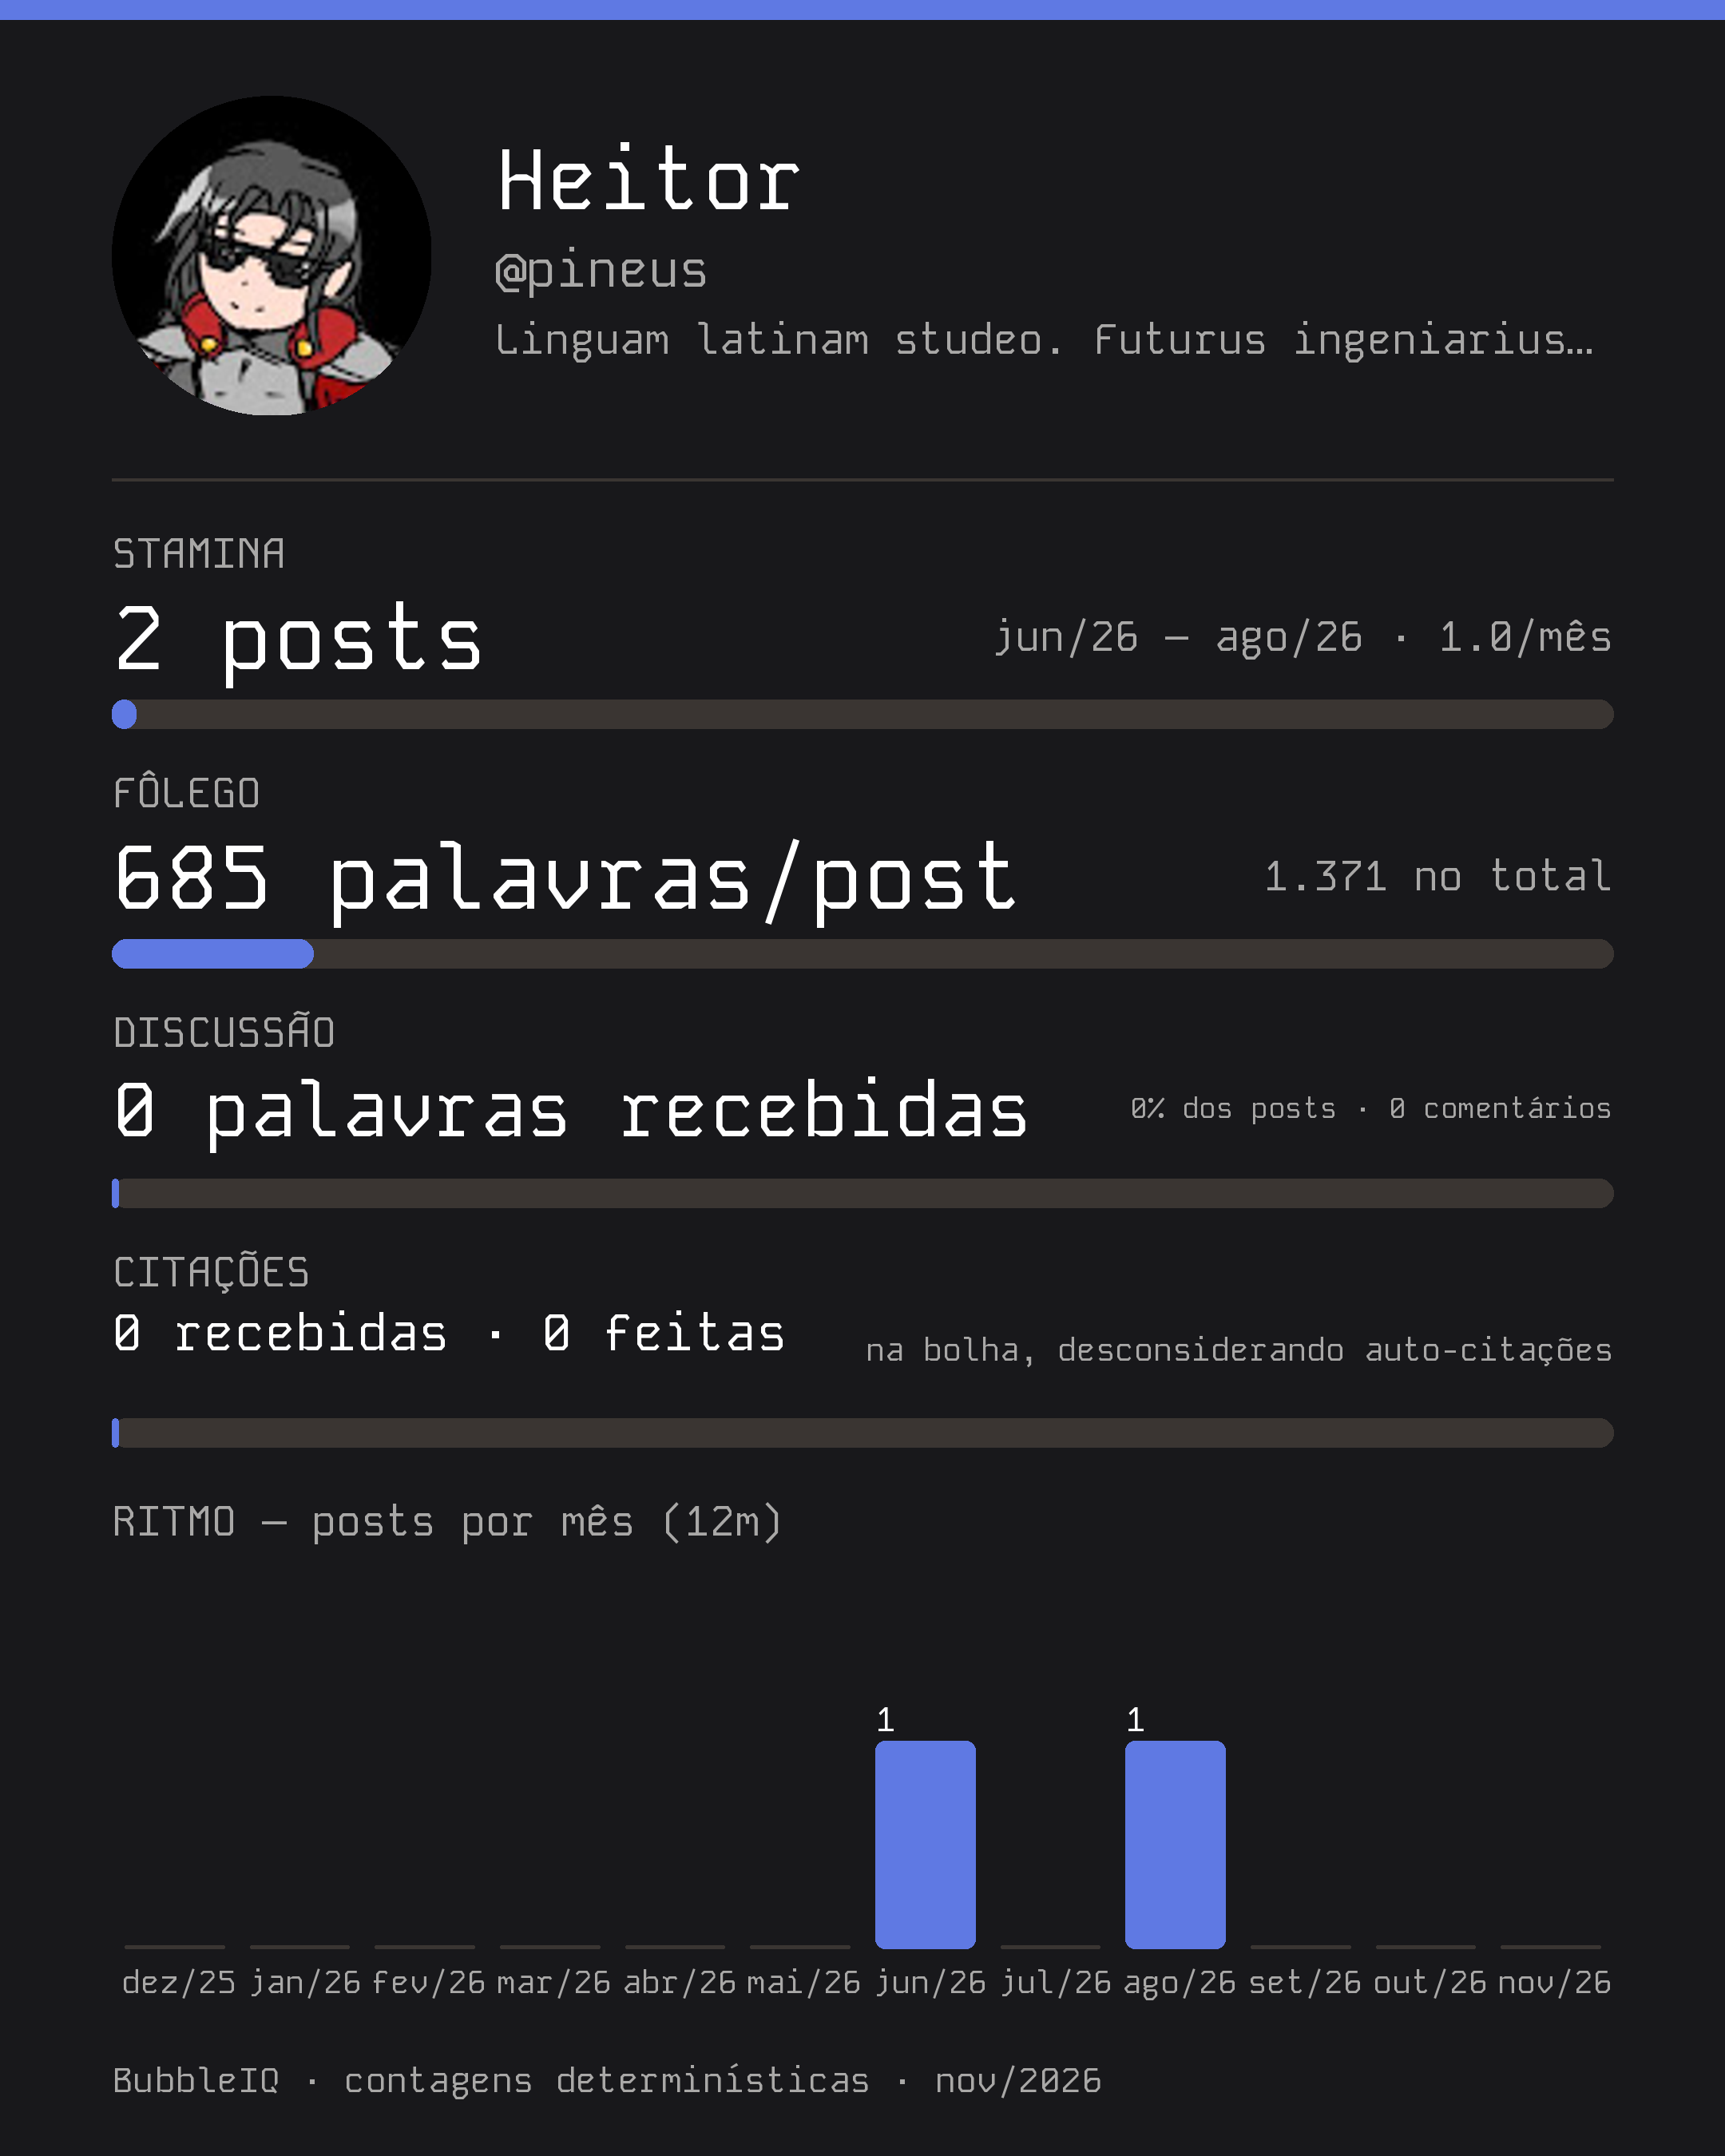 Heitor
@pineus
Linguam latinam studeo. Futurus ingeniarius…
STAMINA
2 posts
jun/26 — ago/26 · 1.0/mês
FÔLEGO
685 palavras/post
1.371 no total
DISCUSSÃO
0 palavras recebidas
0% dos posts · 0 comentários
CITAÇÕES
0 recebidas · 0 feitas
na bolha, desconsiderando auto-citações
RITMO — posts por mês (12m)
1 1
dez/25 jan/26 fev/26 mar/26 abr/26 mai/26 jun/26 jul/26 ago/26 set/26 out/26 nov/26
BubbleIQ · contagens determinísticas · nov/2026